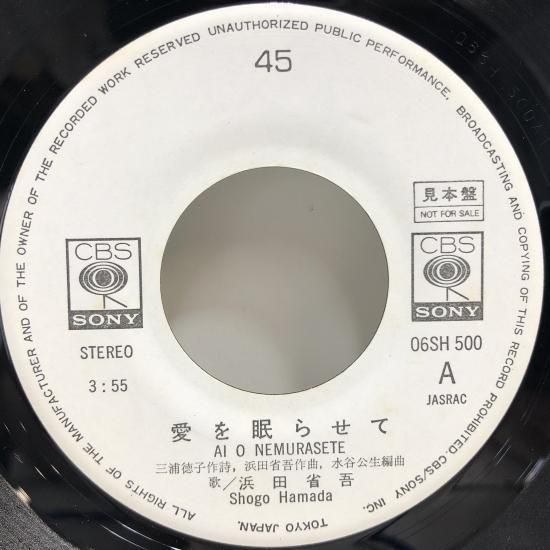 ALL RIGHTS OF THE MANUFACTURER AND OF THE OWNER OF THE RECORDED WORK RESERVED UNAUTHORIZED PUBLIC PERFORMANCE, BROADCASTING AND COPYING OF THIS RECORD PROHIBITED. CBS/SONY INC. TOKYO JAPAN.
45
見本盤
NOT FOR SALE
CBS
SONY
CBS
SONY
STEREO
3:55
06SH 500
A
JASRAC
愛を眠らせて
AI O NEMURASETE
三浦徳子作詩, 浜田省吾作曲, 水谷公生編曲
歌/浜田省吾
Shogo Hamada